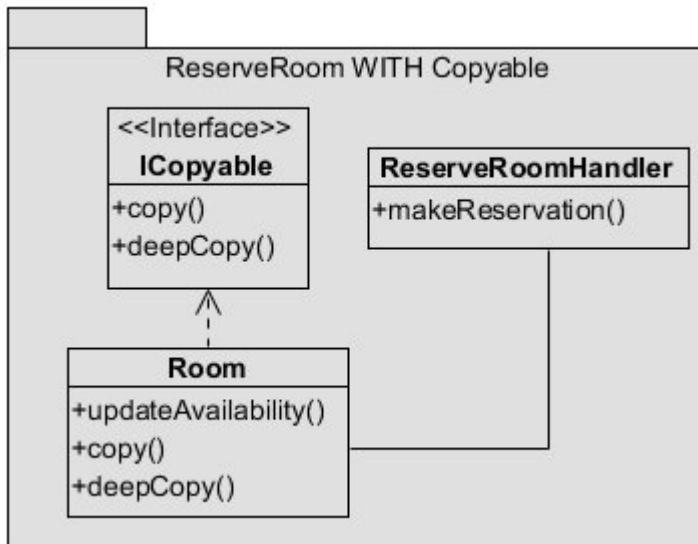 ReserveRoom WITH Copyable
<<Interface>>
ICopyable
+copy()
+deepCopy()
ReserveRoomHandler
+makeReservation()
Room
+updateAvailability()
+copy()
+deepCopy()